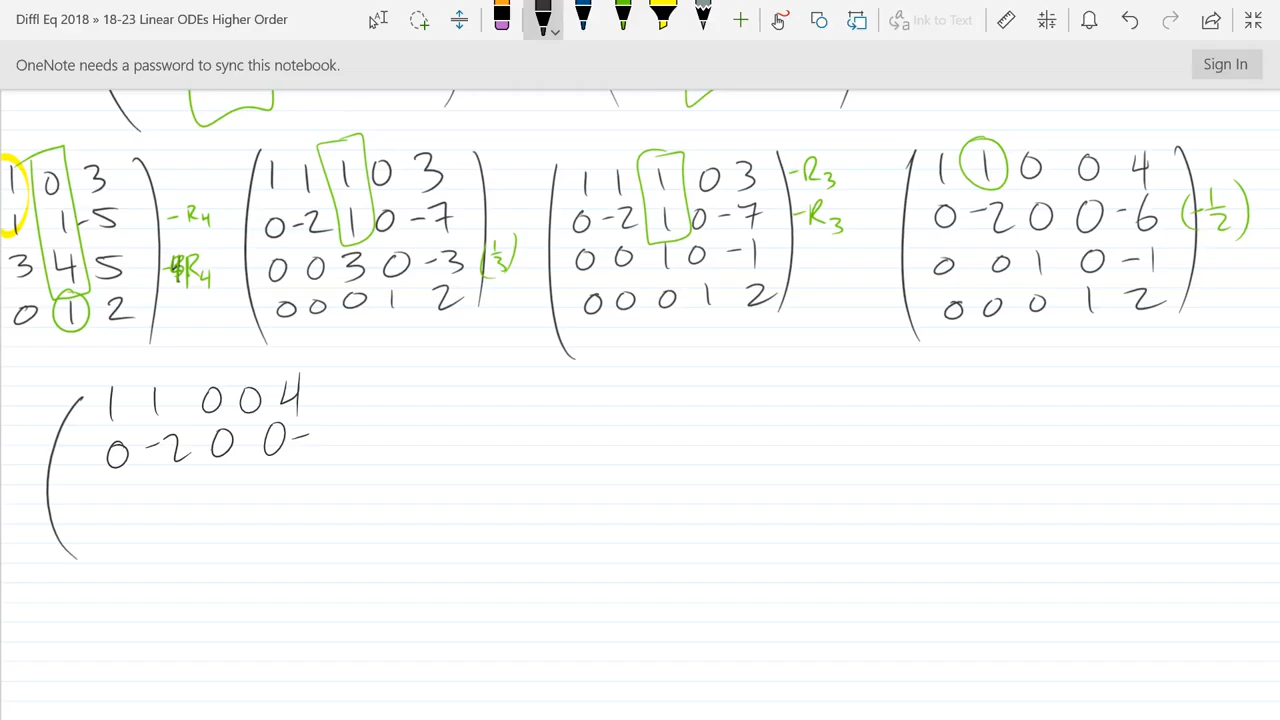 Diffl Eq 2018 » 18-23 Linear ODEs Higher Order
Ink to Text
OneNote needs a password to sync this notebook.
Sign In
1 0 3
1 1 -5 -R4
3 4 5 R4
0 1 2
1 1 1 0 3
0 -2 1 0 -7
0 0 3 0 -3 (1/3)
0 0 0 1 2
1 1 1 0 3 -R3
0 -2 1 0 -7 -R3
0 0 1 0 -1
0 0 0 1 2
1 1 0 0 4
0 -2 0 0 -6 (-1/2)
0 0 1 0 -1
0 0 0 1 2
1 1 0 0 4
0 -2 0 0 -